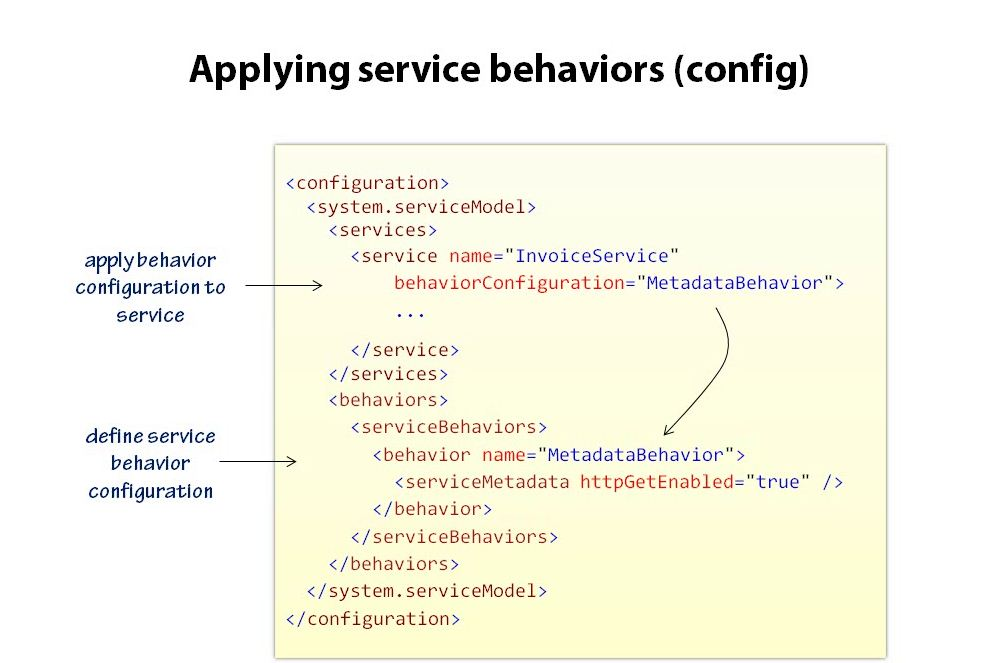 Applying service behaviors (config)
<configuration>
<system.serviceModel>
<services>
<service name="InvoiceService"
behaviorConfiguration="MetadataBehavior">
...
</service>
</services>
<behaviors>
<serviceBehaviors>
<behavior name="MetadataBehavior">
<serviceMetadata httpGetEnabled="true" />
</behavior>
</serviceBehaviors>
</behaviors>
</system.serviceModel>
</configuration>
apply behavior
configuration to
service
define service
behavior
configuration